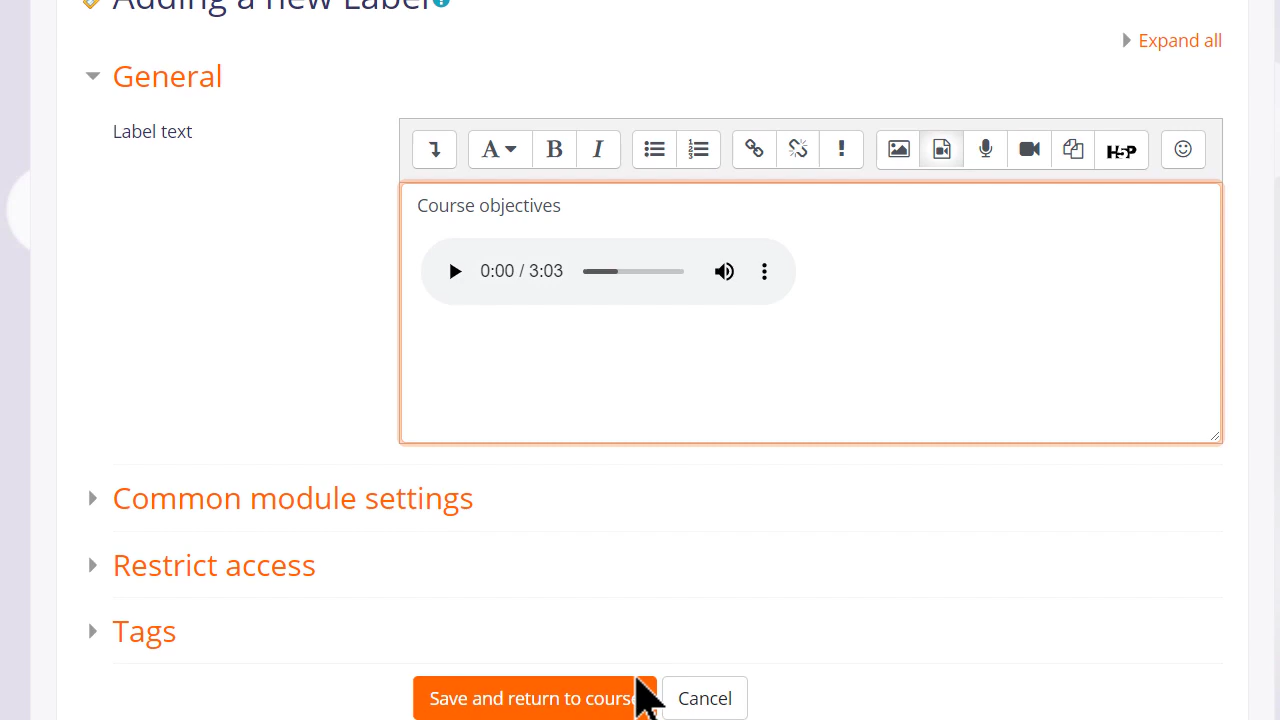 Adding a new Label
Expand all
General
Label text
A B I
H5P
Course objectives
0:00 / 3:03
Common module settings
Restrict access
Tags
Save and return to course
Cancel